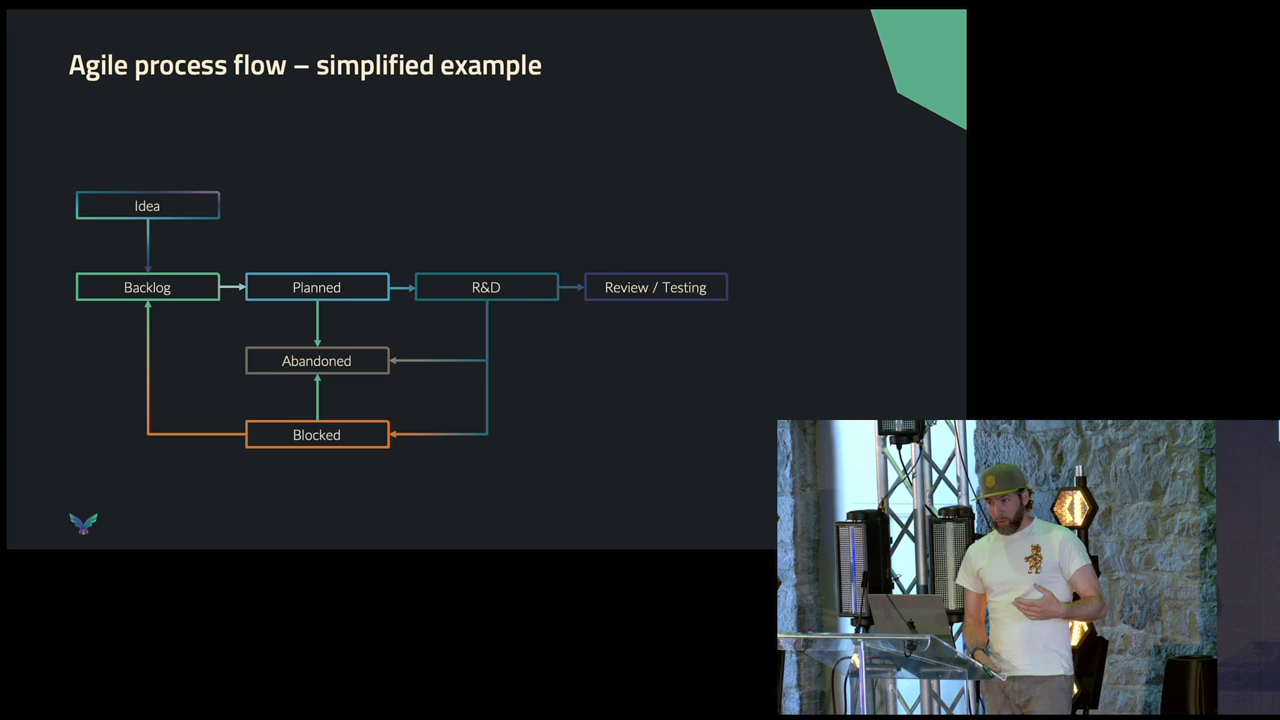 Agile process flow – simplified example
Idea
Backlog
Planned
R&D
Review / Testing
Abandoned
Blocked